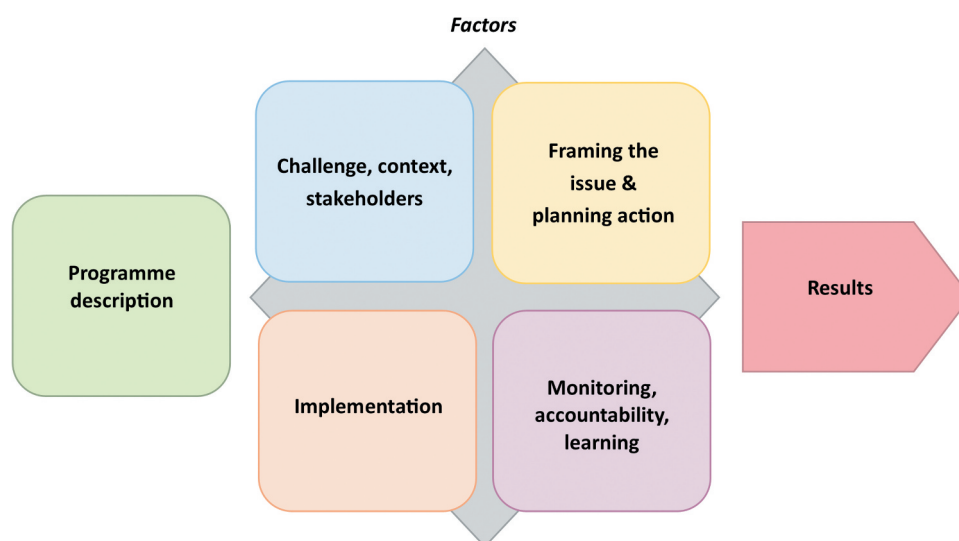 Factors
Challenge, context,
stakeholders
Framing the
issue &
planning action
Programme
description
Results
Implementation
Monitoring,
accountability,
learning